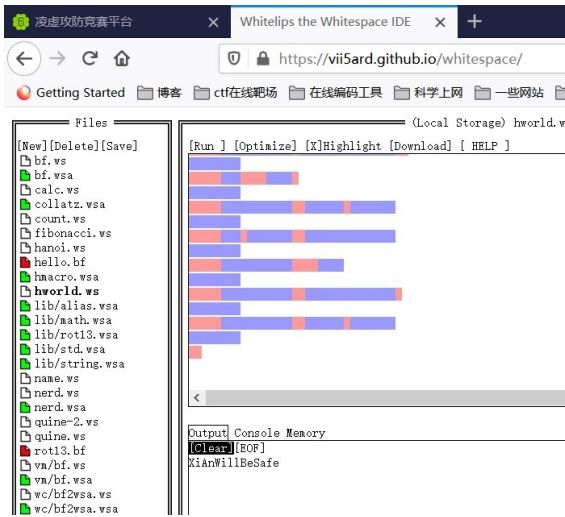 凌虚攻防竞赛平台
Whitelips the Whitespace IDE
https://vii5ard.github.io/whitespace/
Getting Started 博客 ctf在线靶场 在线编码工具 科学上网 一些网站
Files
(Local Storage) hworld.w
[New][Delete][Save]
[Run ] [Optimize] [X]Highlight [Download] [ HELP ]
bf.ws
bf.wsa
calc.ws
collatz.wsa
count.ws
fibonacci.ws
hanoi.ws
hello.bf
hmacro.wsa
hworld.ws
lib/alias.wsa
lib/math.wsa
lib/rot13.wsa
lib/std.wsa
lib/string.wsa
name.ws
nerd.ws
nerd.wsa
quine-2.ws
quine.ws
rot13.bf
vm/bf.ws
vm/bf.wsa
wc/bf2wsa.ws
wc/bf2wsa.wsa
Output Console Memory
[Clear][EOF]
XiAnWillBeSafe